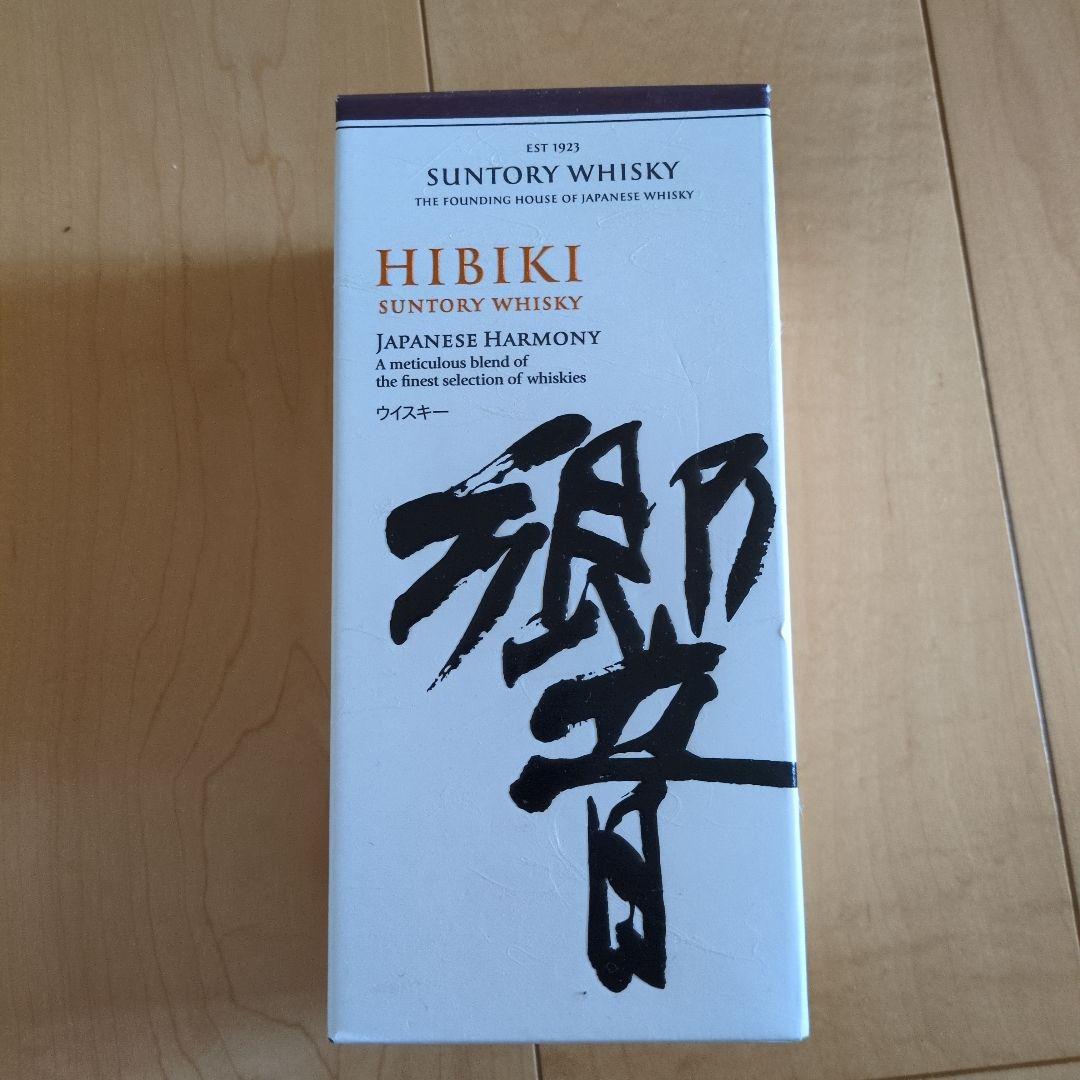 EST 1923
SUNTORY WHISKY
THE FOUNDING HOUSE OF JAPANESE WHISKY
HIBIKI
SUNTORY WHISKY
JAPANESE HARMONY
A meticulous blend of
the finest selection of whiskies
ウイスキー
響